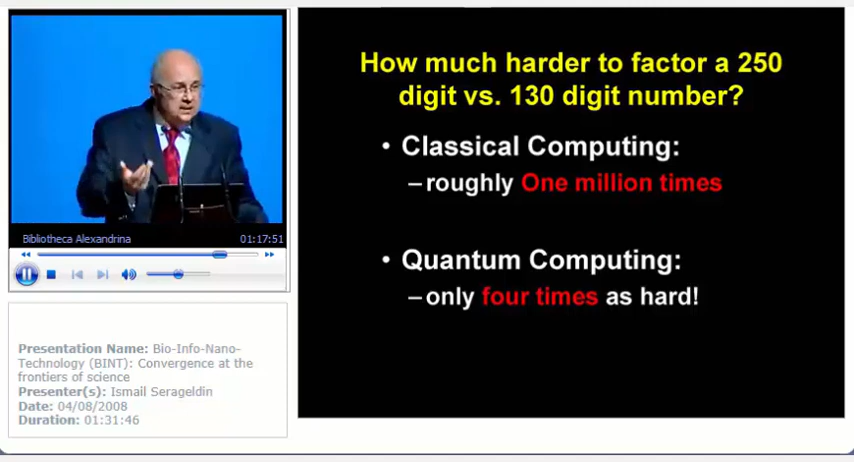 Bibliotheca Alexandrina 01:17:51
Presentation Name: Bio-Info-Nano-
Technology (BINT): Convergence at the
frontiers of science
Presenter(s): Ismail Serageldin
Date: 04/08/2008
Duration: 01:31:46
How much harder to factor a 250
digit vs. 130 digit number?
• Classical Computing:
–roughly One million times
• Quantum Computing:
–only four times as hard!